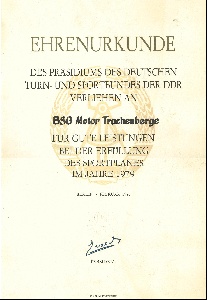 EHRENURKUNDE
DES PRÄSIDIUMS DES DEUTSCHEN
TURN- UND SPORTBUNDES DER DDR
VERLIEHEN AN
BSG Motor Trachenberge
FÜR GUTE LEISTUNGEN
BEI DER ERFÜLLUNG
DES SPORTPLANES
IM JAHRE 1979